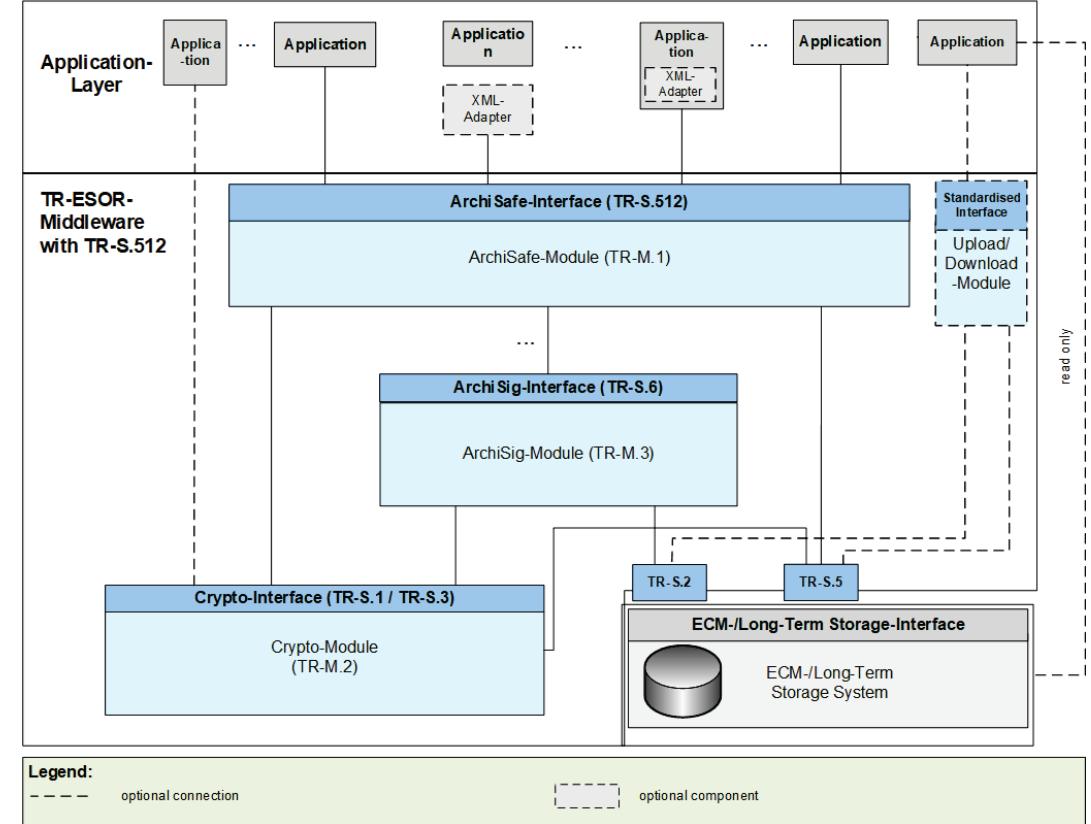 Application-
Layer
Applica
-tion
...
Application
Applicatio
n
XML-
Adapter
...
Applica-
tion
XML-
Adapter
...
Application
Application
TR-ESOR-
Middleware
with TR-S.512
ArchiSafe-Interface (TR-S.512)
ArchiSafe-Module (TR-M.1)
Standardised
Interface
Upload/
Download
-Module
read only
...
ArchiSig-Interface (TR-S.6)
ArchiSig-Module (TR-M.3)
TR-S.2
TR-S.5
Crypto-Interface (TR-S.1 / TR-S.3)
Crypto-Module
(TR-M.2)
ECM-/Long-Term Storage-Interface
ECM-/Long-Term
Storage System
Legend:
optional connection
optional component